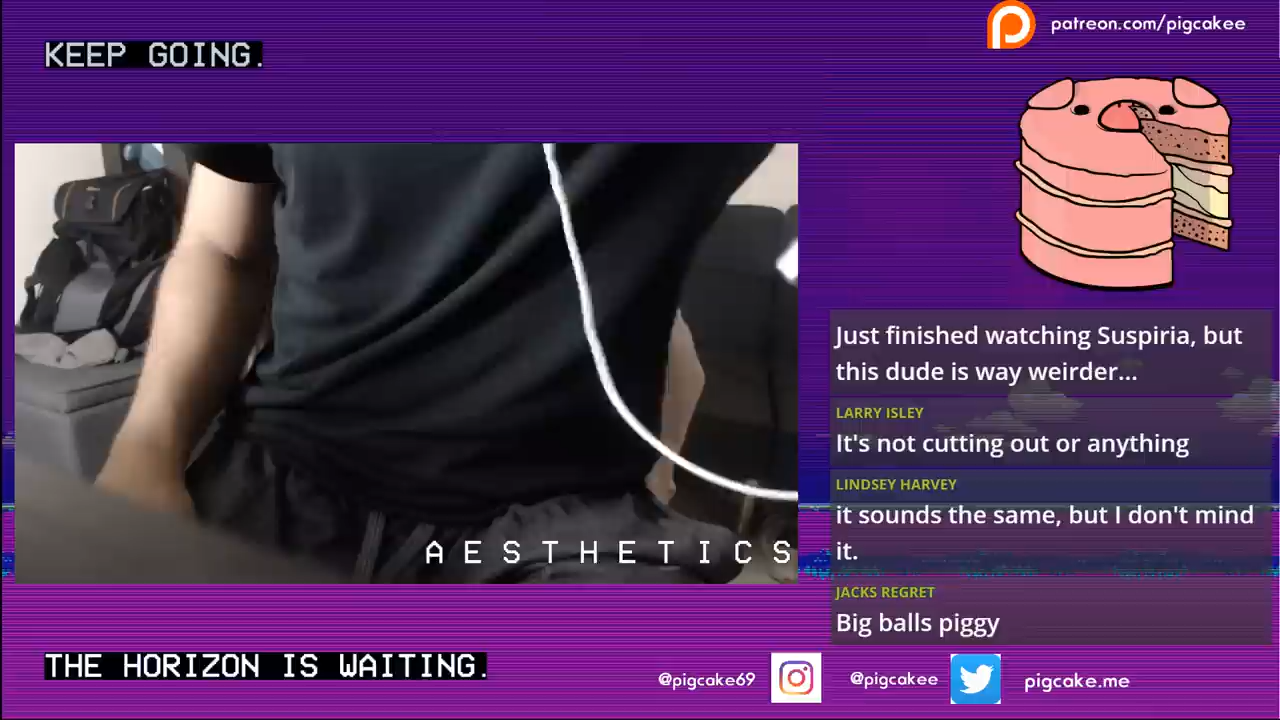 patreon.com/pigcakee
KEEP GOING.
Just finished watching Suspiria, but
this dude is way weirder...
LARRY ISLEY
It's not cutting out or anything
LINDSEY HARVEY
it sounds the same, but I don't mind
it.
AESTHETICS
JACKS REGRET
Big balls piggy
THE HORIZON IS WAITING.
@pigcake69
@pigcakee
pigcake.me